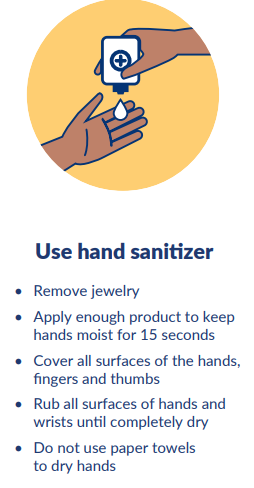 Use hand sanitizer
• Remove jewelry
• Apply enough product to keep
hands moist for 15 seconds
• Cover all surfaces of the hands,
fingers and thumbs
• Rub all surfaces of hands and
wrists until completely dry
• Do not use paper towels
to dry hands